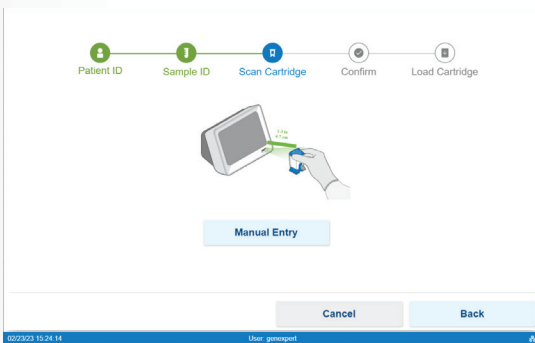 Patient ID
Sample ID
Scan Cartridge
Confirm
Load Cartridge
Manual Entry
Cancel
Back
02/23/23 15:24:14
User: genexpert